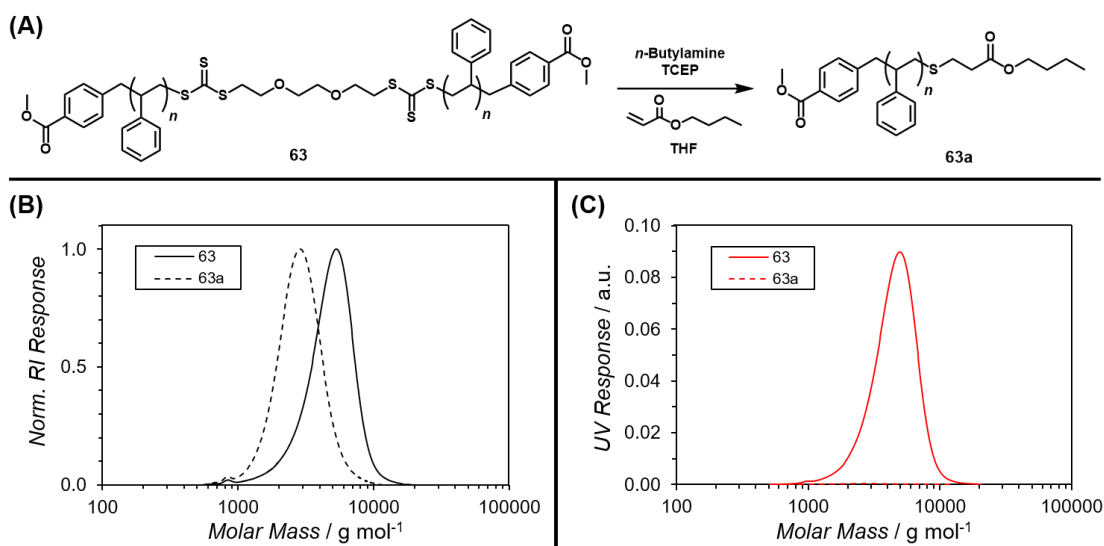 (A)
O
O
n
S
S
S
O
O
S
S
S
n
O
O
63
n-Butylamine
TCEP
O
O
THF
O
O
n
S
O
O
63a
(B)
Norm. RI Response
1.0
0.5
0.0
63
63a
100
1000
10000
100000
Molar Mass / g mol-1
(C)
UV Response / a.u.
0.10
0.08
0.06
0.04
0.02
0.00
63
63a
100
1000
10000
100000
Molar Mass / g mol-1